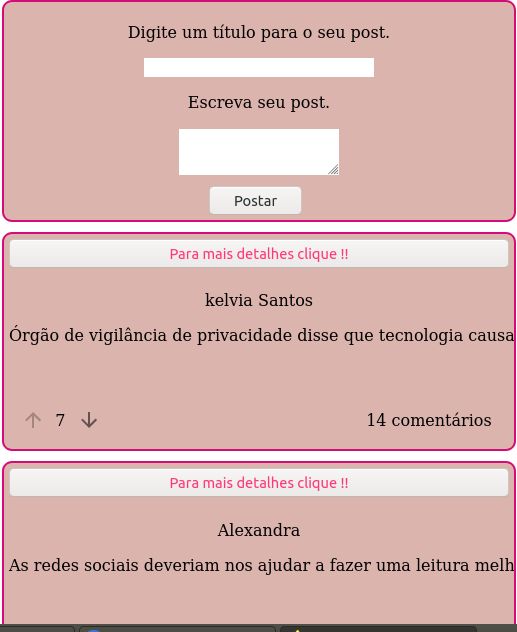 Digite um título para o seu post.
Escreva seu post.
Postar
Para mais detalhes clique !!
kelvia Santos
Órgão de vigilância de privacidade disse que tecnologia causa
7
14 comentários
Para mais detalhes clique !!
Alexandra
As redes sociais deveriam nos ajudar a fazer uma leitura melh